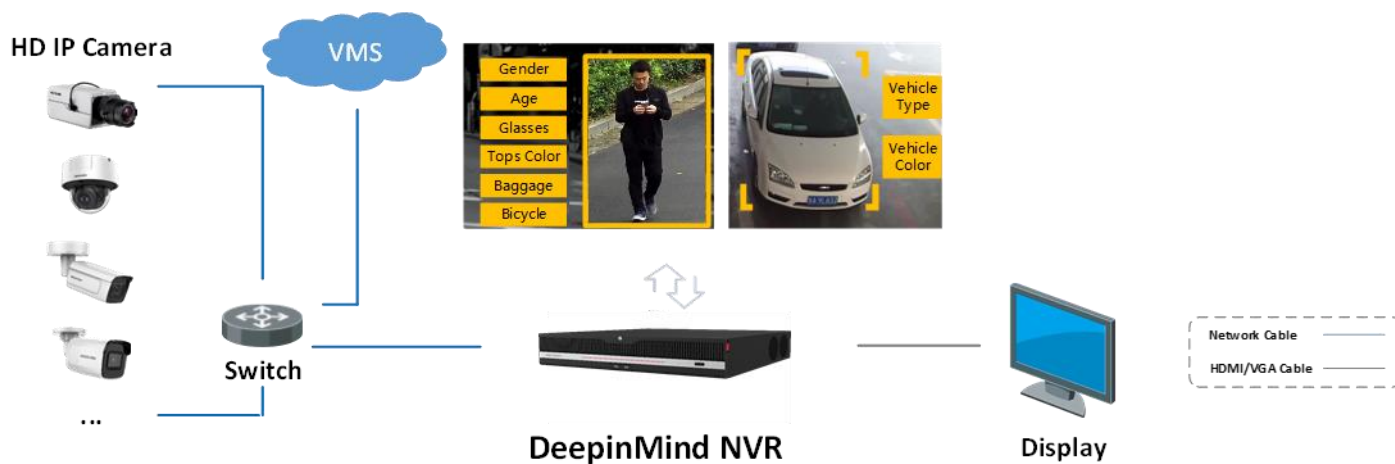 HD IP Camera
VMS
Gender
Age
Glasses
Tops Color
Baggage
Bicycle
Vehicle
Type
Vehicle
Color
Switch
...
DeepinMind NVR
Display
Network Cable
HDMI/VGA Cable